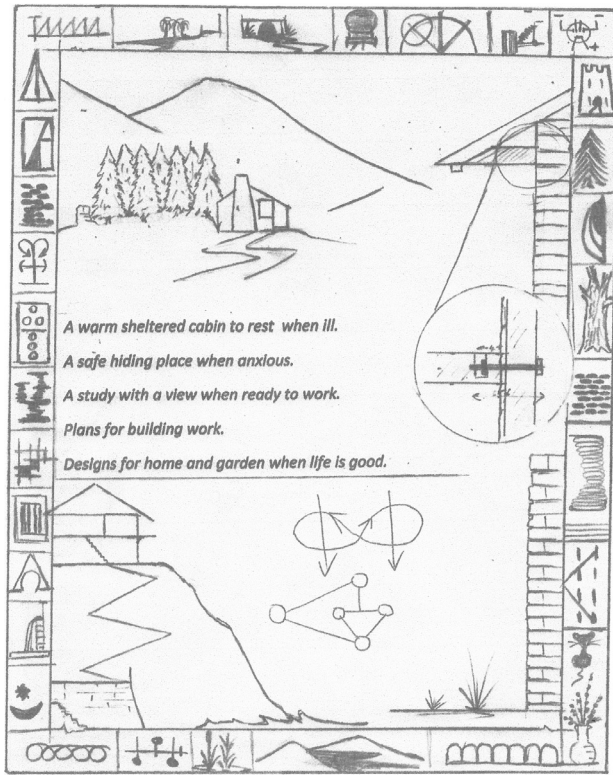 A warm sheltered cabin to rest when ill.
A safe hiding place when anxious.
A study with a view when ready to work.
Plans for building work.
Designs for home and garden when life is good.